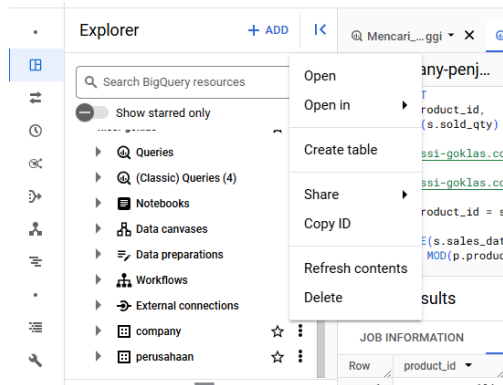 Explorer
+ ADD
Mencari_...ggi
Search BigQuery resources
Show starred only
Queries
(Classic) Queries (4)
Notebooks
Data canvases
Data preparations
Workflows
External connections
company
perusahaan
Open
Open in
Create table
Share
Copy ID
Refresh contents
Delete
any-penj...
T
roduct_id,
(s.sold_qty)
ssi-goklas.co
ssi-goklas.co
roduct_id = s
E(s.sales_dat
MOD(p.produc
sults
JOB INFORMATION
Row
product_id